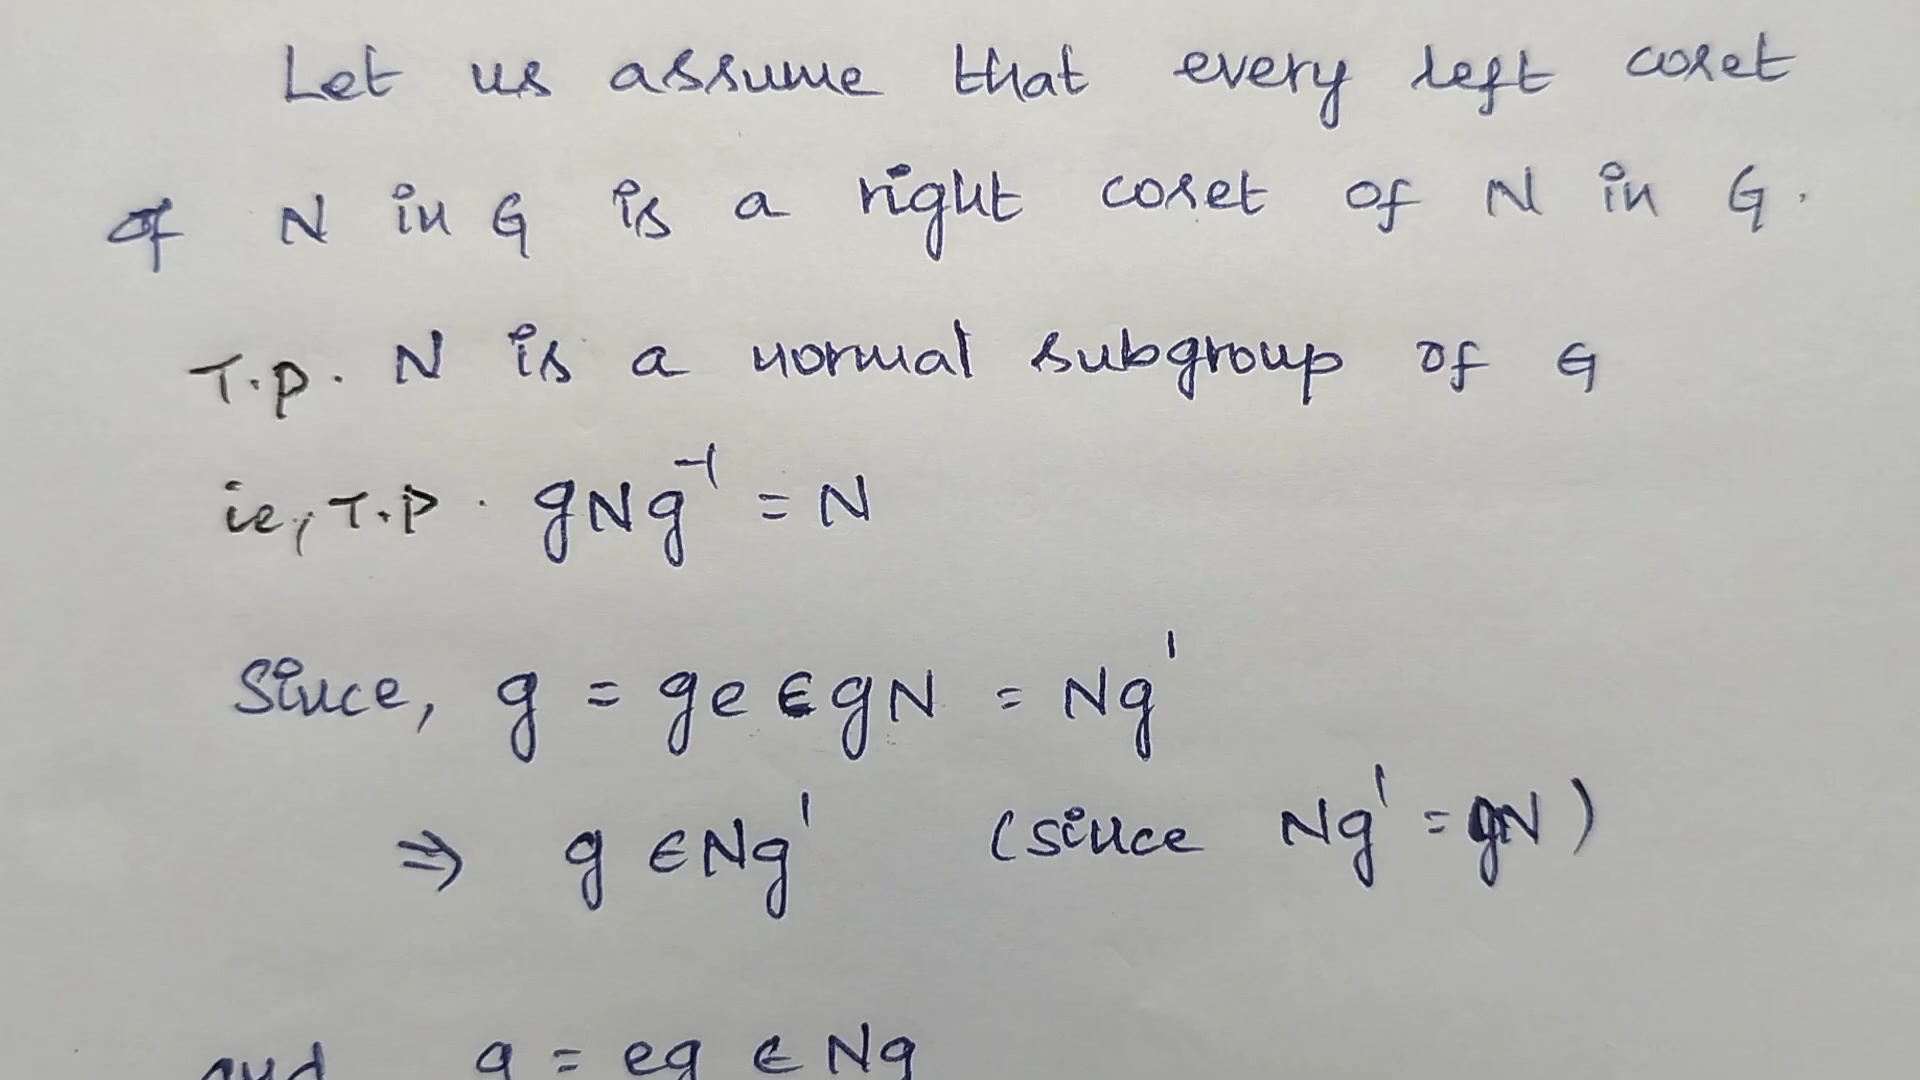 Let us assume that every left coset
of N in G is a right coset of N in G.
T.P. N is a normal subgroup of G
ie, T.P. gNg⁻¹ = N
Since, g = ge ∈ gN = Ng'
⇒ g ∈ Ng' (since Ng' = gN)
and g = eg ∈ Ng